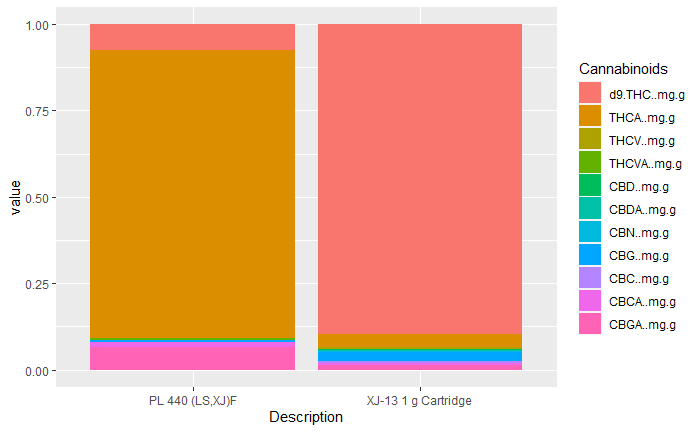 1.00
0.75
0.50
0.25
0.00
value
PL 440 (LS,XJ)F
XJ-13 1 g Cartridge
Description
Cannabinoids
d9.THC..mg.g
THCA..mg.g
THCV..mg.g
THCVA..mg.g
CBD..mg.g
CBDA..mg.g
CBN..mg.g
CBG..mg.g
CBC..mg.g
CBCA..mg.g
CBGA..mg.g